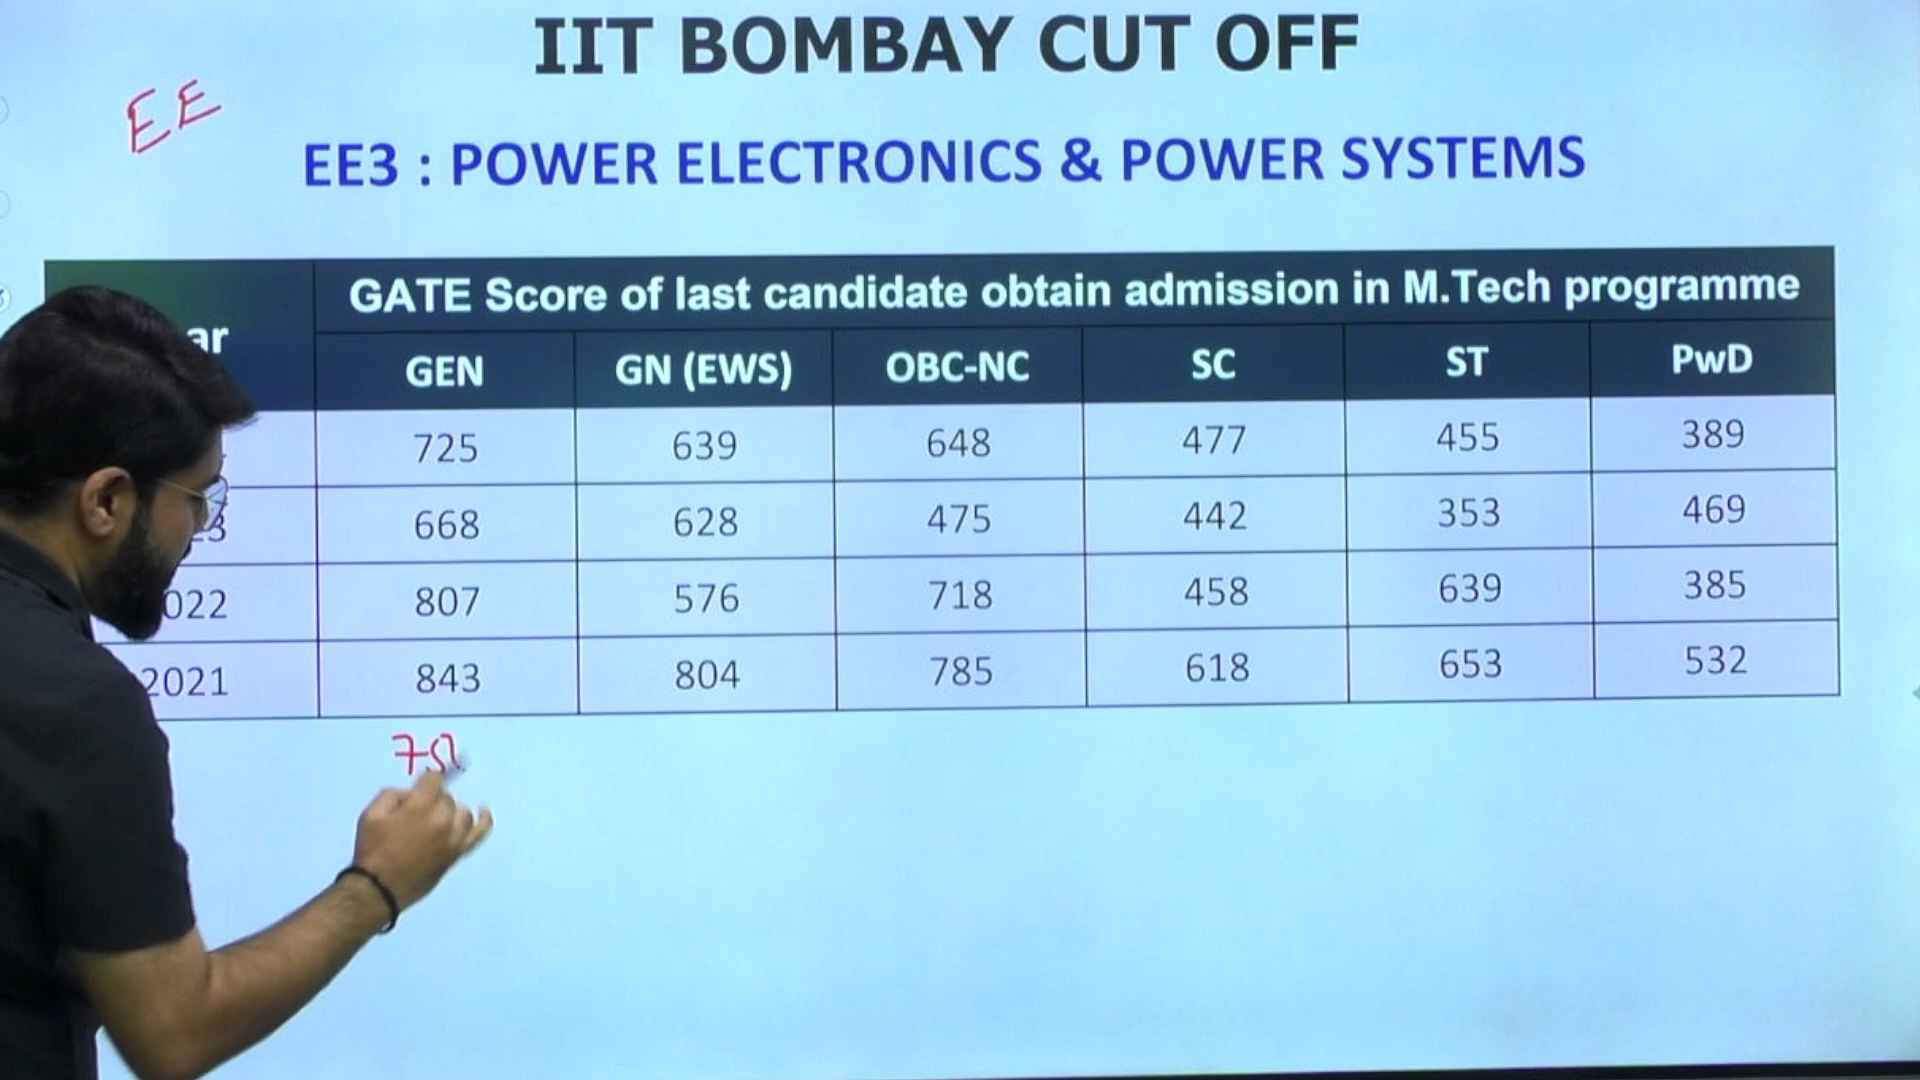 IIT BOMBAY CUT OFF
EE
EE3 : POWER ELECTRONICS & POWER SYSTEMS
GATE Score of last candidate obtain admission in M.Tech programme
GEN GN (EWS) OBC-NC SC ST PwD
725 639 648 477 455 389
668 628 475 442 353 469
022 807 576 718 458 639 385
2021 843 804 785 618 653 532